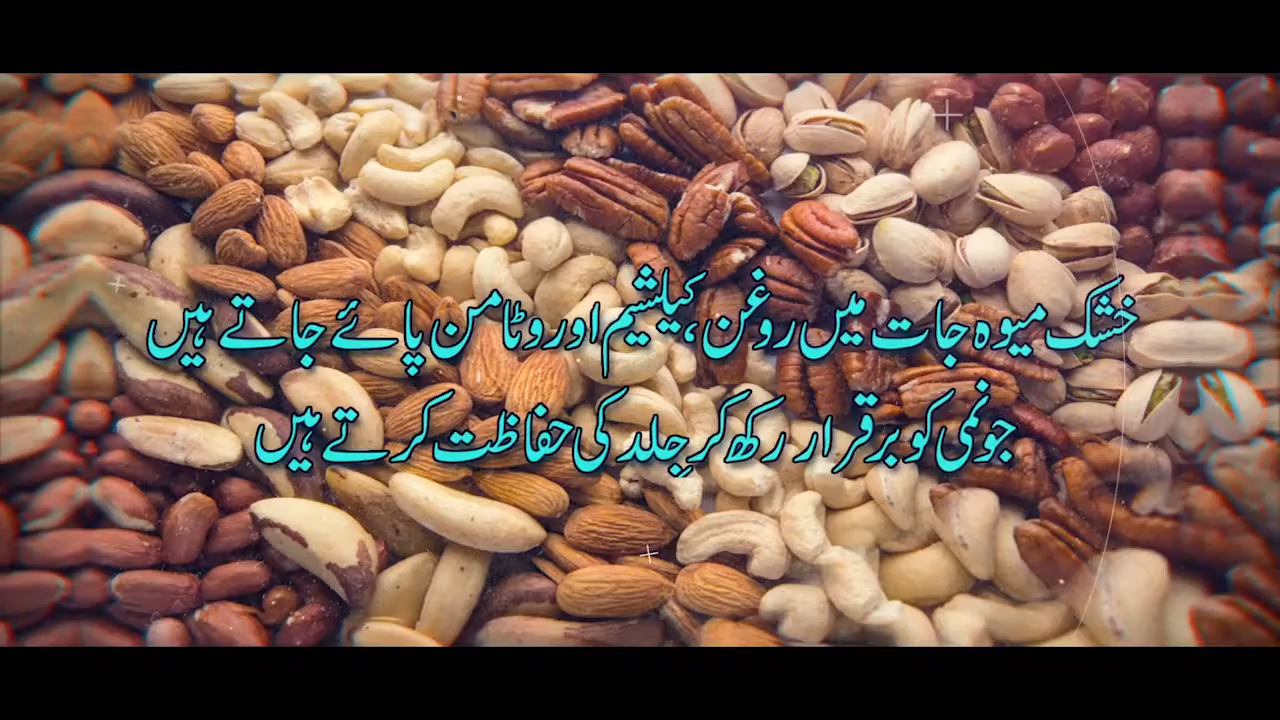 خشک میوہ جات میں روغن، کیلشیم اور وٹامن پائے جاتے ہیں
جو نمی کو برقرار رکھ کر جِلد کی حفاظت کرتے ہیں